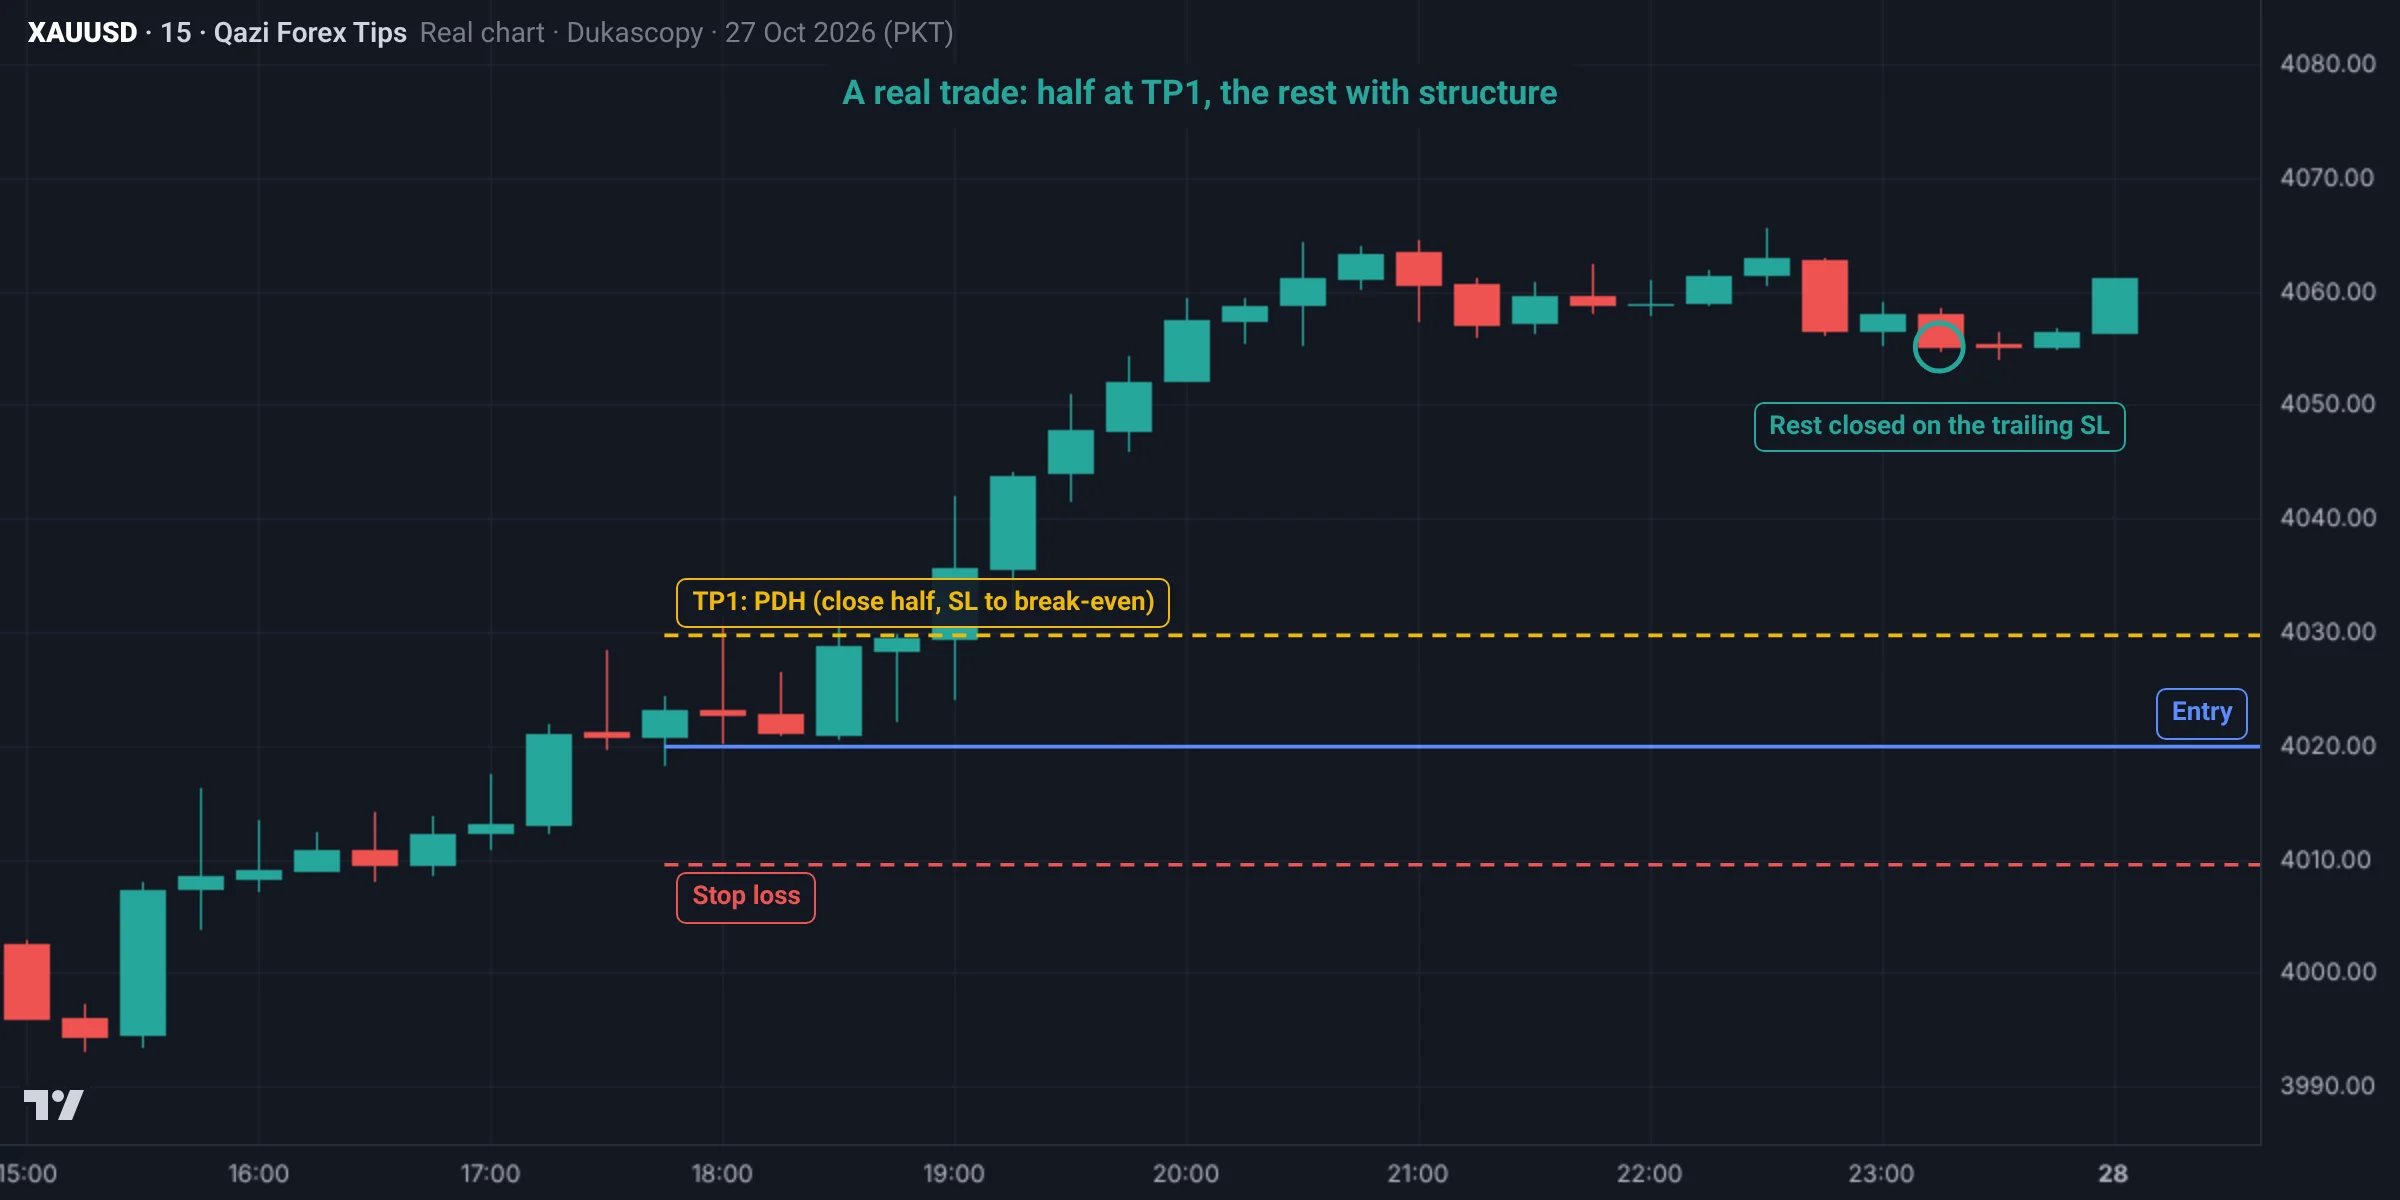 XAUUSD · 15 · Qazi Forex Tips Real chart · Dukascopy · 27 Oct 2026 (PKT)
A real trade: half at TP1, the rest with structure
4080.00
4070.00
4060.00
4050.00
Rest closed on the trailing SL
4040.00
TP1: PDH (close half, SL to break-even)
4030.00
Entry
4020.00
4010.00
Stop loss
4000.00
3990.00
15:00 16:00 17:00 18:00 19:00 20:00 21:00 22:00 23:00 28